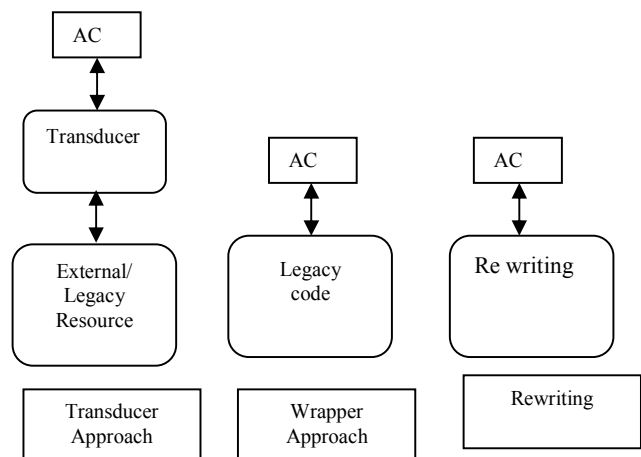 AC
Transducer
External/
Legacy
Resource
Transducer
Approach
AC
Legacy
code
Wrapper
Approach
AC
Re writing
Rewriting